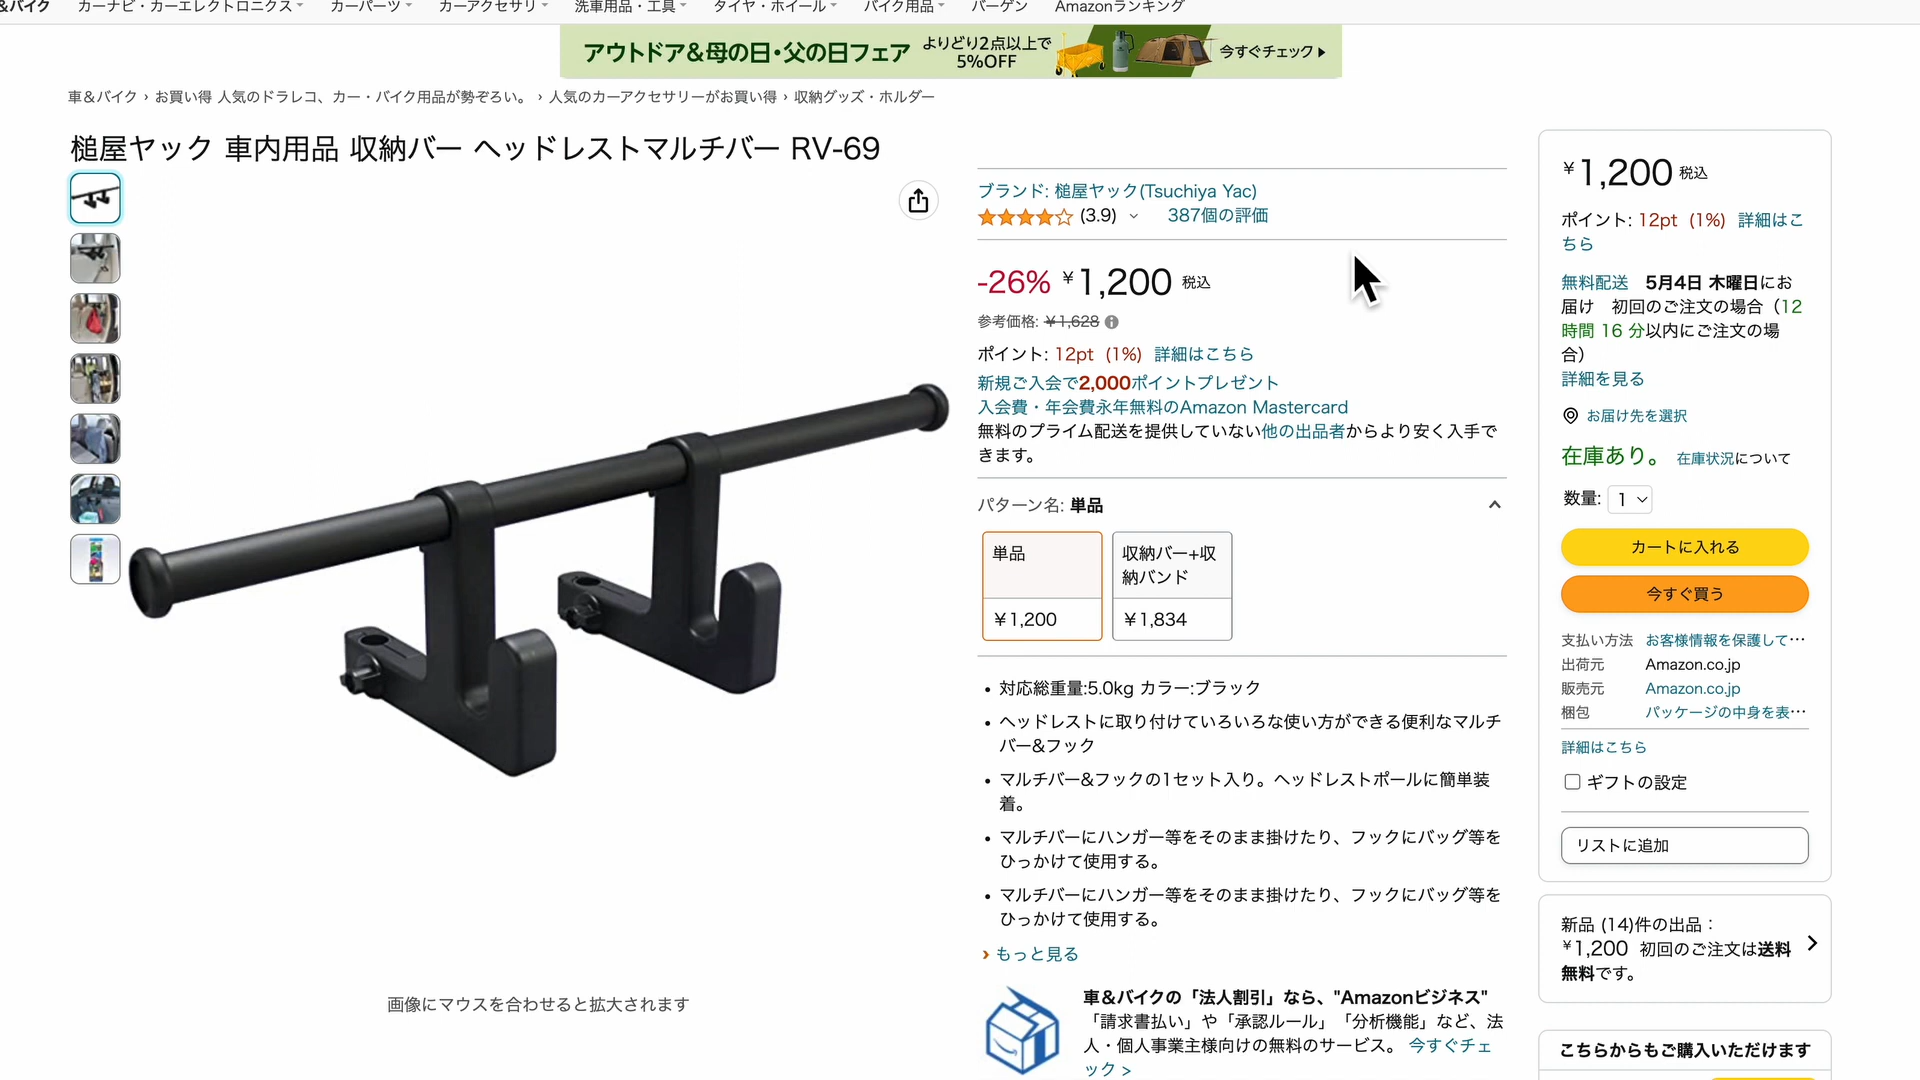 &バイク
カーナビ・カーエレクトロニクス
カーパーツ
カーアクセサリ
洗車用品・工具
タイヤ・ホイール
バイク用品
バーゲン
Amazonランキング
アウトドア&母の日・父の日フェア
よりどり2点以上で
5%OFF
今すぐチェック
車&バイク › お買い得 人気のドラレコ、カー・バイク用品が勢ぞろい。 › 人気のカーアクセサリーがお買い得 › 収納グッズ・ホルダー
槌屋ヤック 車内用品 収納バー ヘッドレストマルチバー RV-69
画像にマウスを合わせると拡大されます
ブランド: 槌屋ヤック(Tsuchiya Yac)
(3.9) 387個の評価
-26% ¥1,200 税込
参考価格: ¥1,628
ポイント: 12pt (1%) 詳細はこちら
新規ご入会で2,000ポイントプレゼント
入会費・年会費永年無料のAmazon Mastercard
無料のプライム配送を提供していない他の出品者からより安く入手で
きます。
パターン名: 単品
単品
¥1,200
収納バー+収
納バンド
¥1,834
• 対応総重量:5.0kg カラー:ブラック
• ヘッドレストに取り付けていろいろな使い方ができる便利なマルチ
バー&フック
• マルチバー&フックの1セット入り。ヘッドレストポールに簡単装
着。
• マルチバーにハンガー等をそのまま掛けたり、フックにバッグ等を
ひっかけて使用する。
• マルチバーにハンガー等をそのまま掛けたり、フックにバッグ等を
ひっかけて使用する。
› もっと見る
車&バイクの「法人割引」なら、"Amazonビジネス"
「請求書払い」や「承認ルール」「分析機能」など、法
人・個人事業主様向けの無料のサービス。 今すぐチェ
ック >
¥1,200 税込
ポイント: 12pt (1%) 詳細はこ
ちら
無料配送 5月4日 木曜日にお
届け 初回のご注文の場合（12
時間 16 分以内にご注文の場
合）
詳細を見る
お届け先を選択
在庫あり。 在庫状況について
数量: 1
カートに入れる
今すぐ買う
支払い方法 お客様情報を保護して…
出荷元 Amazon.co.jp
販売元 Amazon.co.jp
梱包 パッケージの中身を表…
詳細はこちら
ギフトの設定
リストに追加
新品 (14)件の出品：
¥1,200 初回のご注文は送料
無料です。
こちらからもご購入いただけます